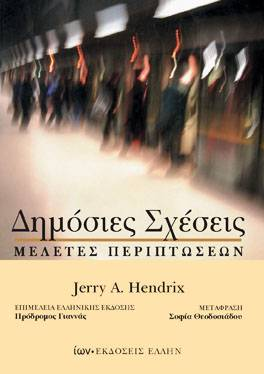 Δημόσιες Σχέσεις
ΜΕΛΕΤΕΣ ΠΕΡΙΠΤΩΣΕΩΝ
Jerry A. Hendrix
ΕΠΙΜΕΛΕΙΑ ΕΛΛΗΝΙΚΗΣ ΕΚΔΟΣΗΣ
Πρόδρομος Γιαννάς
ΜΕΤΑΦΡΑΣΗ
Σοφία Θεοδοσιάδου
ίων•ΕΚΔΟΣΕΙΣ ΕΛΛΗΝ